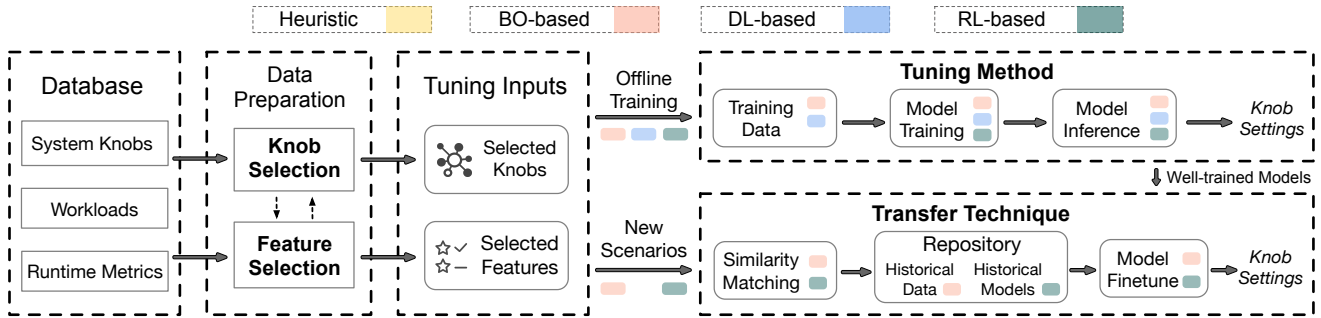 Heuristic
BO-based
DL-based
RL-based
Database
System Knobs
Workloads
Runtime Metrics
Data
Preparation
Knob
Selection
Feature
Selection
Tuning Inputs
Selected
Knobs
Selected
Features
Offline
Training
New
Scenarios
Tuning Method
Training
Data
Model
Training
Model
Inference
Knob
Settings
Well-trained Models
Transfer Technique
Similarity
Matching
Repository
Historical
Data
Historical
Models
Model
Finetune
Knob
Settings